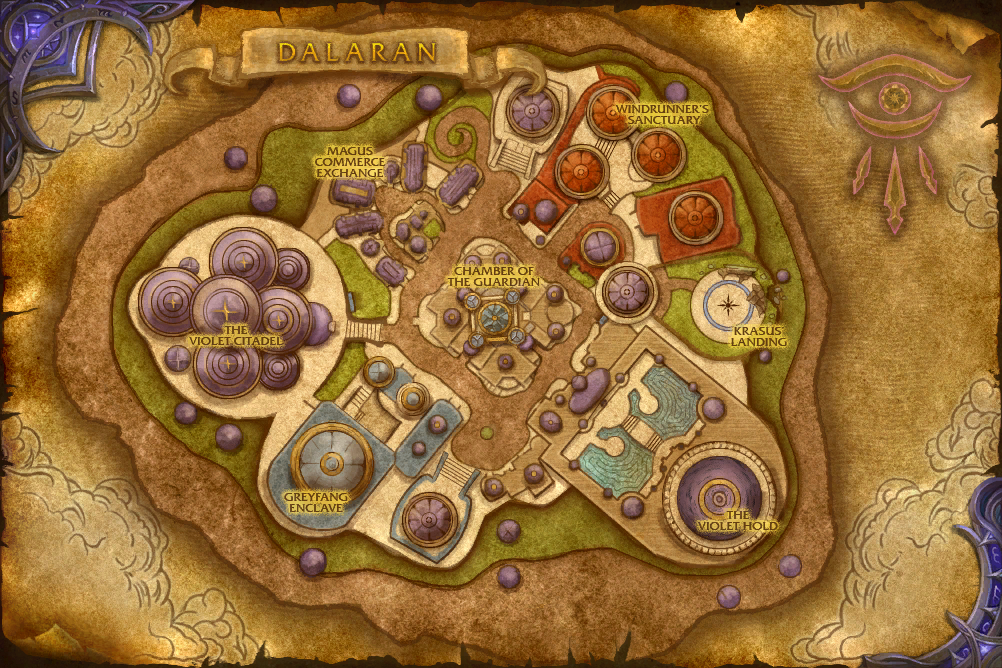 DALARAN
WINDRUNNER'S
SANCTUARY
MAGUS
COMMERCE
EXCHANGE
CHAMBER OF
THE GUARDIAN
THE
VIOLET CITADEL
KRASUS
LANDING
GREYFANG
ENCLAVE
THE
VIOLET HOLD